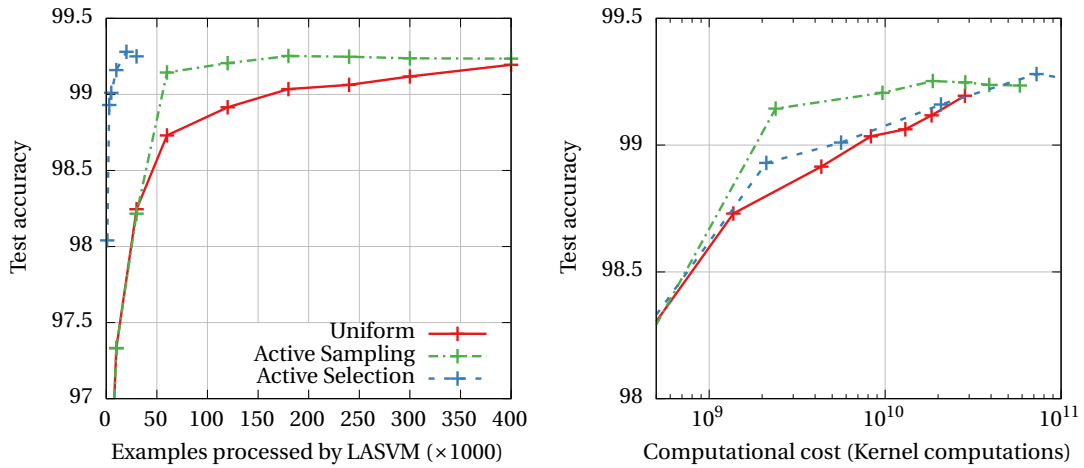 99.5
99
98.5
98
97.5
97
Test accuracy
0 50 100 150 200 250 300 350 400
Examples processed by LASVM (×1000)
Uniform
Active Sampling
Active Selection
99.5
99
98.5
98
Test accuracy
10^9 10^10 10^11
Computational cost (Kernel computations)